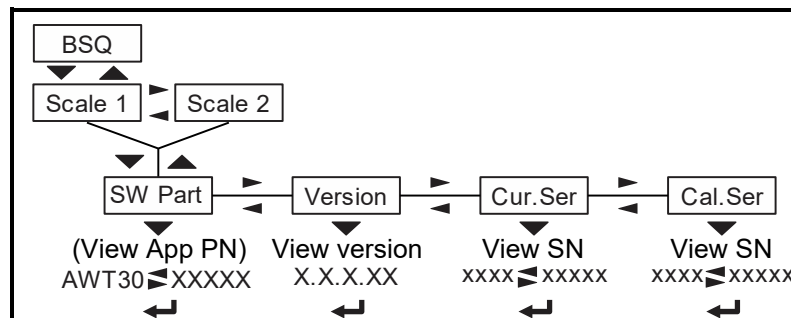 BSQ
Scale 1 Scale 2
SW Part Version Cur.Ser Cal.Ser
(View App PN) View version View SN View SN
AWT30 XXXXX X.X.X.XX xxxx xxxxx xxxx xxxxx